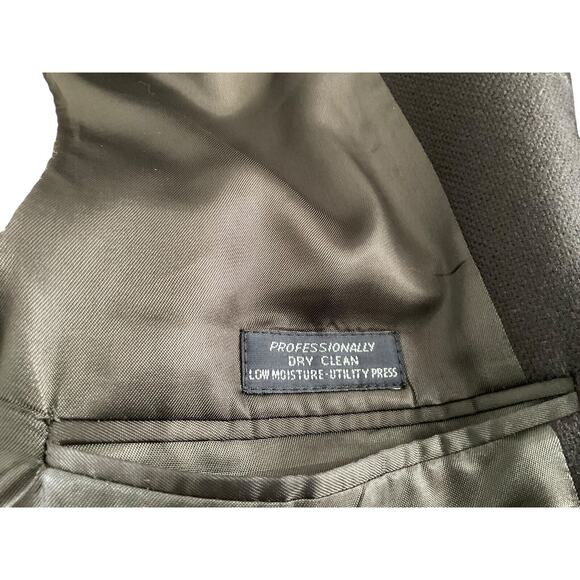 PROFESSIONALLY
DRY CLEAN
LOW MOISTURE-UTILITY PRESS